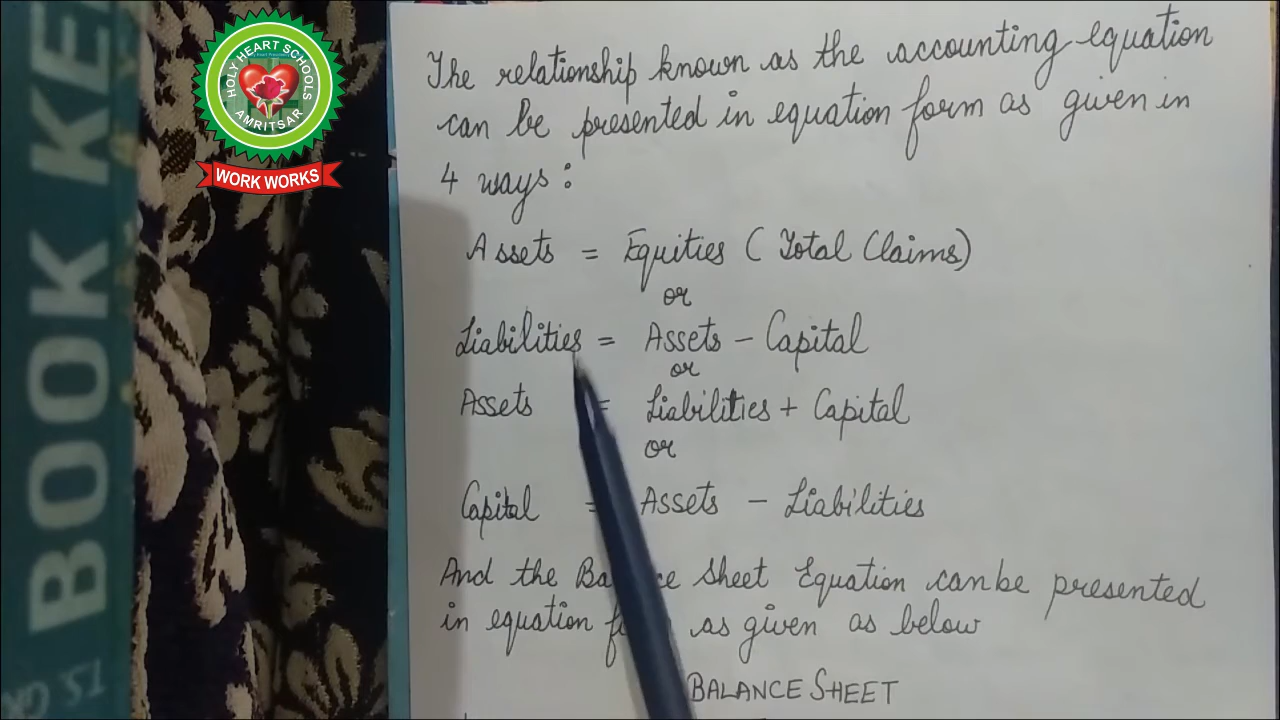 BOOK KE
HOLY HEART SCHOOLS
AMRITSAR
WORK WORKS
The relationship known as the accounting equation
can be presented in equation form as given in
4 ways :
Assets = Equities ( Total Claims)
or
Liabilities = Assets - Capital
or
Assets = Liabilities + Capital
or
Capital = Assets - Liabilities
And the Ba ce Sheet Equation can be presented
in equation as given as below
BALANCE SHEET